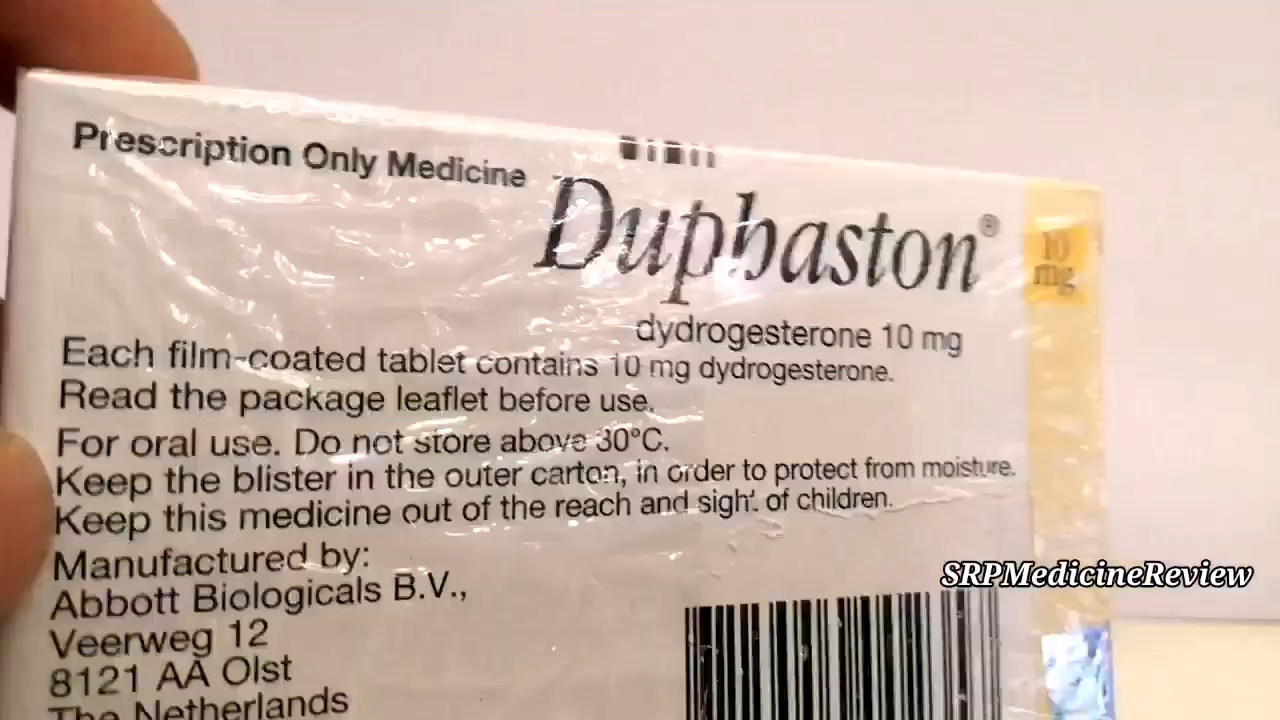 Prescription Only Medicine
Duphaston®
10
mg
dydrogesterone 10 mg
Each film-coated tablet contains 10 mg dydrogesterone.
Read the package leaflet before use.
For oral use. Do not store above 30°C.
Keep the blister in the outer carton, in order to protect from moisture.
Keep this medicine out of the reach and sight of children.
Manufactured by:
Abbott Biologicals B.V.,
Veerweg 12
8121 AA Olst
The Netherlands
SRPMedicineReview